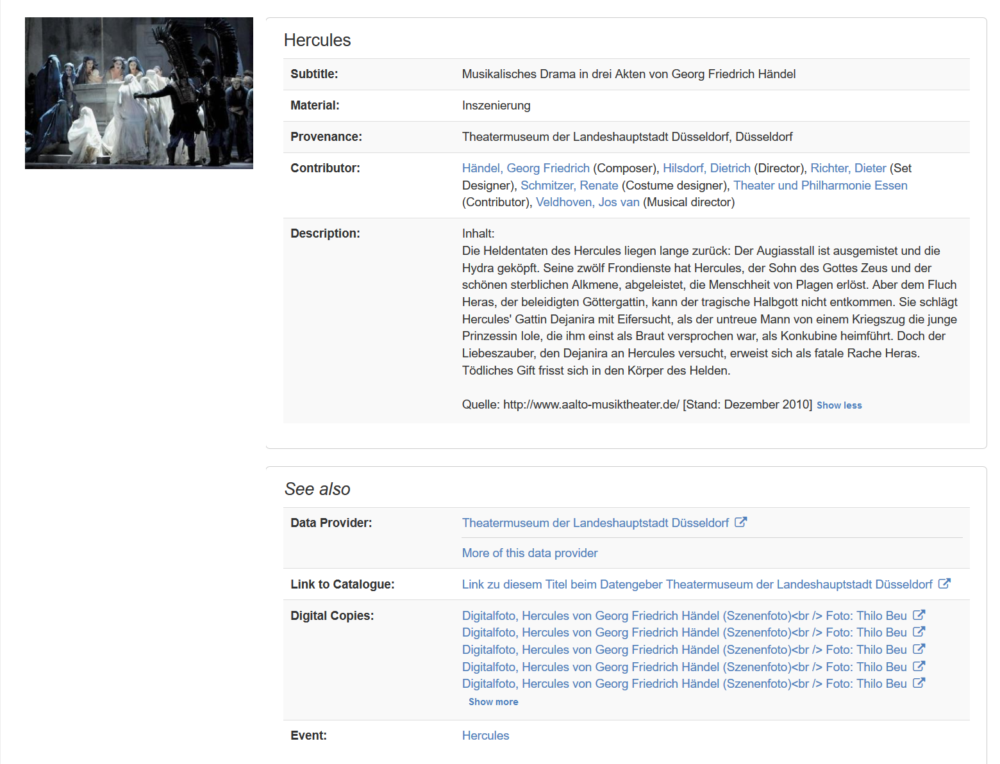 Hercules
Subtitle:
Musikalisches Drama in drei Akten von Georg Friedrich Händel
Material:
Inszenierung
Provenance:
Theatermuseum der Landeshauptstadt Düsseldorf, Düsseldorf
Contributor:
Händel, Georg Friedrich (Composer), Hilsdorf, Dietrich (Director), Richter, Dieter (Set
Designer), Schmitzer, Renate (Costume designer), Theater und Philharmonie Essen
(Contributor), Veldhoven, Jos van (Musical director)
Description:
Inhalt:
Die Heldentaten des Hercules liegen lange zurück: Der Augiasstall ist ausgemistet und die
Hydra geköpft. Seine zwölf Frondienste hat Hercules, der Sohn des Gottes Zeus und der
schönen sterblichen Alkmene, abgeleistet, die Menschheit von Plagen erlöst. Aber dem Fluch
Heras, der beleidigten Göttergattin, kann der tragische Halbgott nicht entkommen. Sie schlägt
Hercules' Gattin Dejanira mit Eifersucht, als der untreue Mann von einem Kriegszug die junge
Prinzessin Iole, die ihm einst als Braut versprochen war, als Konkubine heimführt. Doch der
Liebeszauber, den Dejanira an Hercules versucht, erweist sich als fatale Rache Heras.
Tödliches Gift frisst sich in den Körper des Helden.
Quelle: http://www.aalto-musiktheater.de/ [Stand: Dezember 2010] Show less
See also
Data Provider:
Theatermuseum der Landeshauptstadt Düsseldorf
More of this data provider
Link to Catalogue:
Link zu diesem Titel beim Datengeber Theatermuseum der Landeshauptstadt Düsseldorf
Digital Copies:
Digitalfoto, Hercules von Georg Friedrich Händel (Szenenfoto)<br /> Foto: Thilo Beu
Digitalfoto, Hercules von Georg Friedrich Händel (Szenenfoto)<br /> Foto: Thilo Beu
Digitalfoto, Hercules von Georg Friedrich Händel (Szenenfoto)<br /> Foto: Thilo Beu
Digitalfoto, Hercules von Georg Friedrich Händel (Szenenfoto)<br /> Foto: Thilo Beu
Digitalfoto, Hercules von Georg Friedrich Händel (Szenenfoto)<br /> Foto: Thilo Beu
Show more
Event:
Hercules